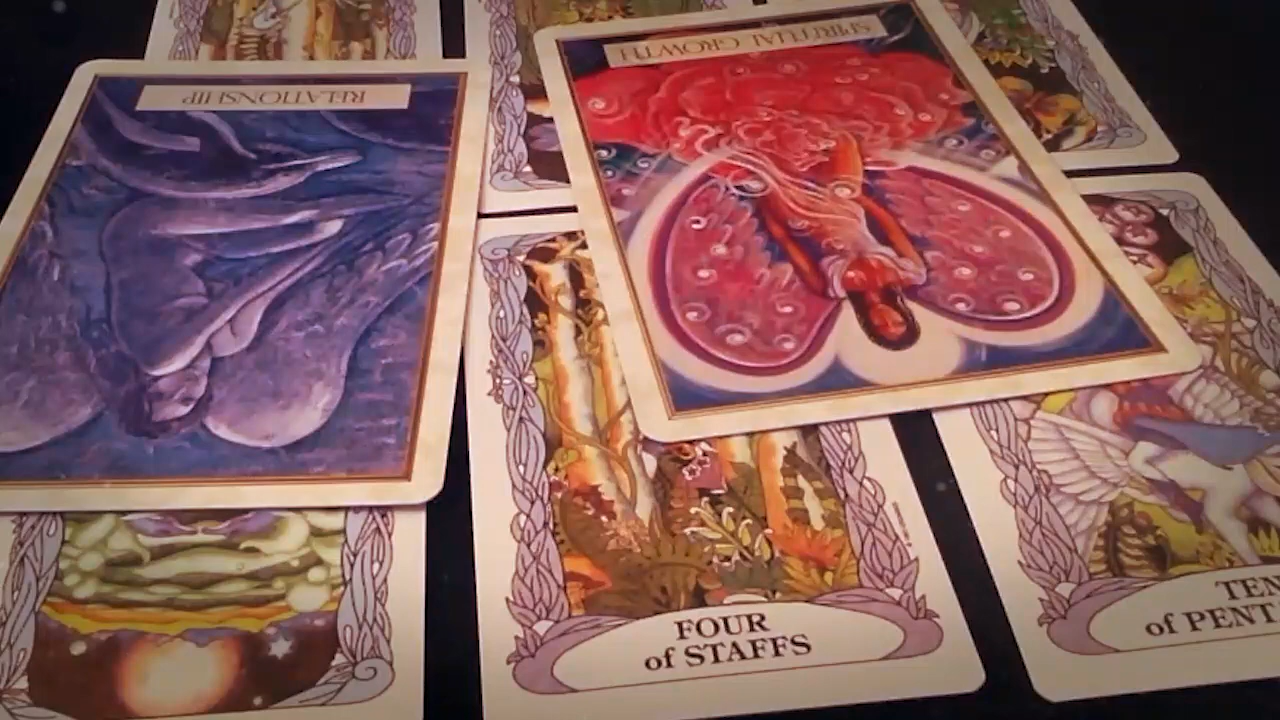 RELATIONSHIP
SPIRITUAL GROWTH
FOUR
of STAFFS
TEN
of PENT